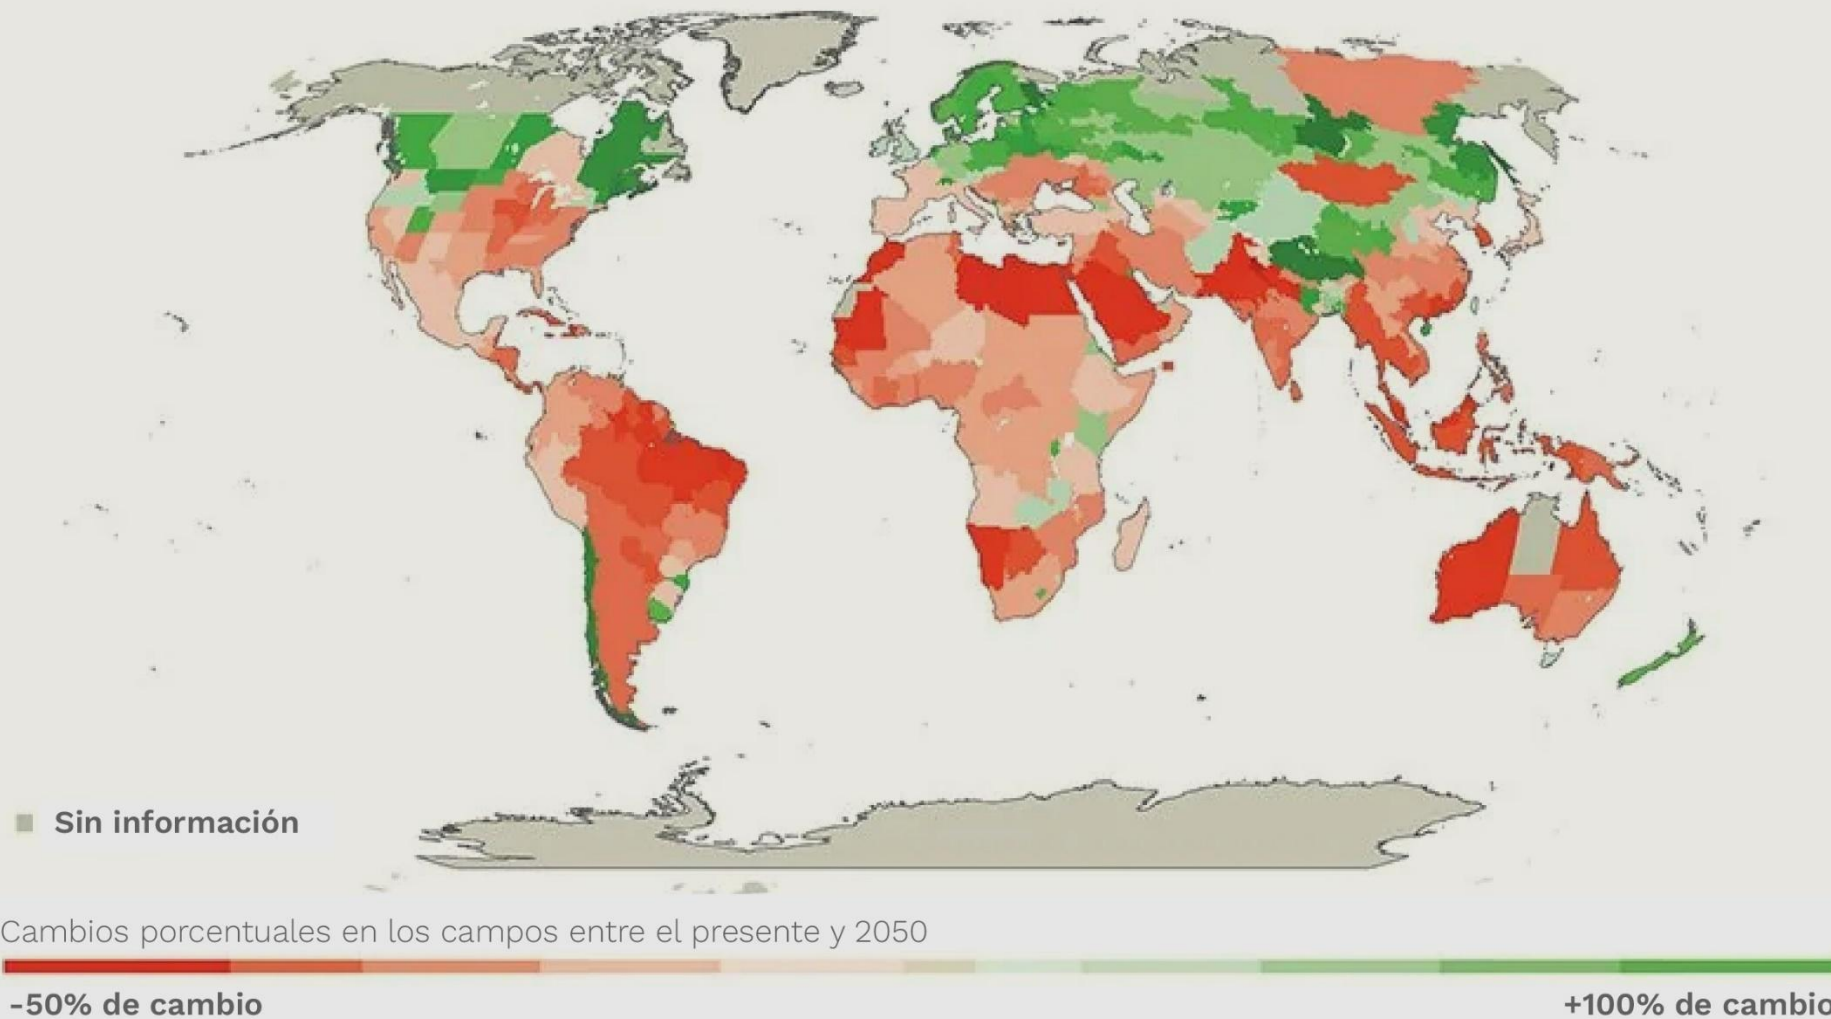 Sin información
Cambios porcentuales en los campos entre el presente y 2050
-50% de cambio
+100% de cambio